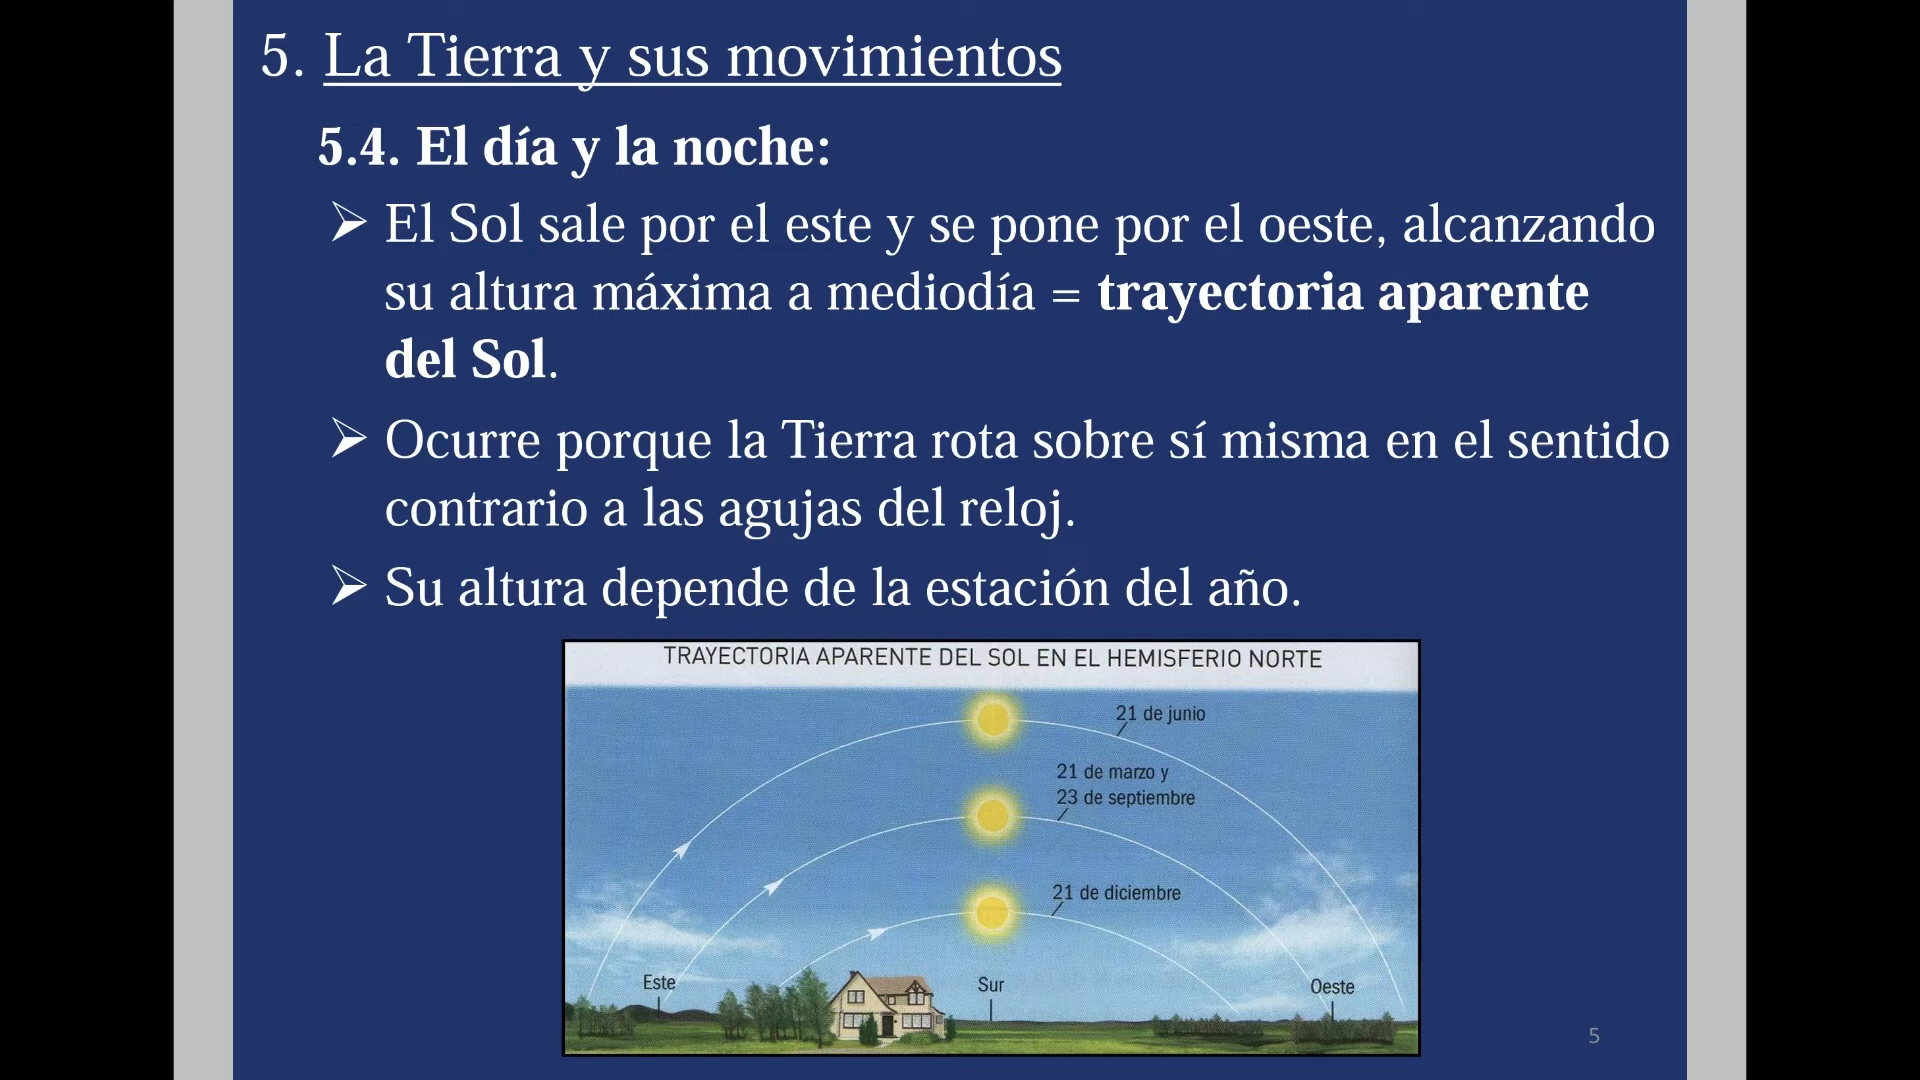 5. La Tierra y sus movimientos
5.4. El día y la noche:
➢ El Sol sale por el este y se pone por el oeste, alcanzando
su altura máxima a mediodía = trayectoria aparente
del Sol.
➢ Ocurre porque la Tierra rota sobre sí misma en el sentido
contrario a las agujas del reloj.
➢ Su altura depende de la estación del año.
TRAYECTORIA APARENTE DEL SOL EN EL HEMISFERIO NORTE
21 de junio
21 de marzo y
23 de septiembre
21 de diciembre
Este
Sur
Oeste
5